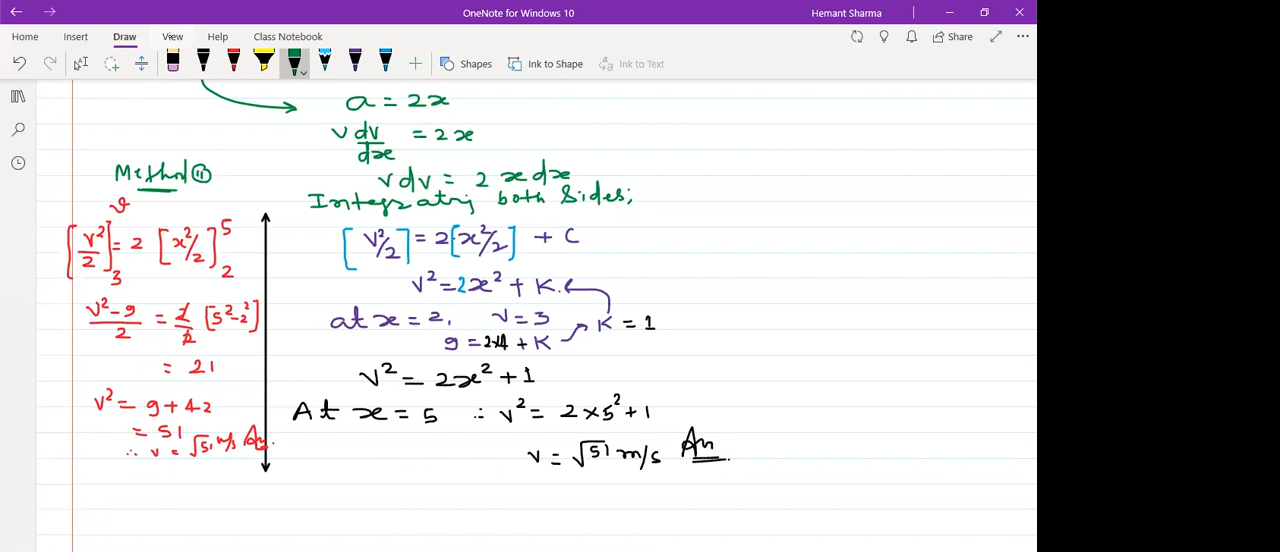 OneNote for Windows 10
Hemant Sharma
Home Insert Draw View Help Class Notebook
Share
Shapes Ink to Shape Ink to Text
a = 2x
v dv/dx = 2x
v dv = 2 x dx
Integrating both sides;
[v²/2] = 2[x²/2] + C
v² = 2x² + K.
at x = 2, v = 3 K = 1
9 = 2x4 + K
v² = 2x² + 1
At x = 5 ∴ v² = 2 × 5² + 1
v = √51 m/s Ans.
Method (ii)
[v²/2]₃ᵛ = 2 [x²/2]₂⁵
(v² - 9)/2 = 2/2 [5² - 2²]
= 21
v² = 9 + 42
= 51
∴ v = √51 m/s Ans.